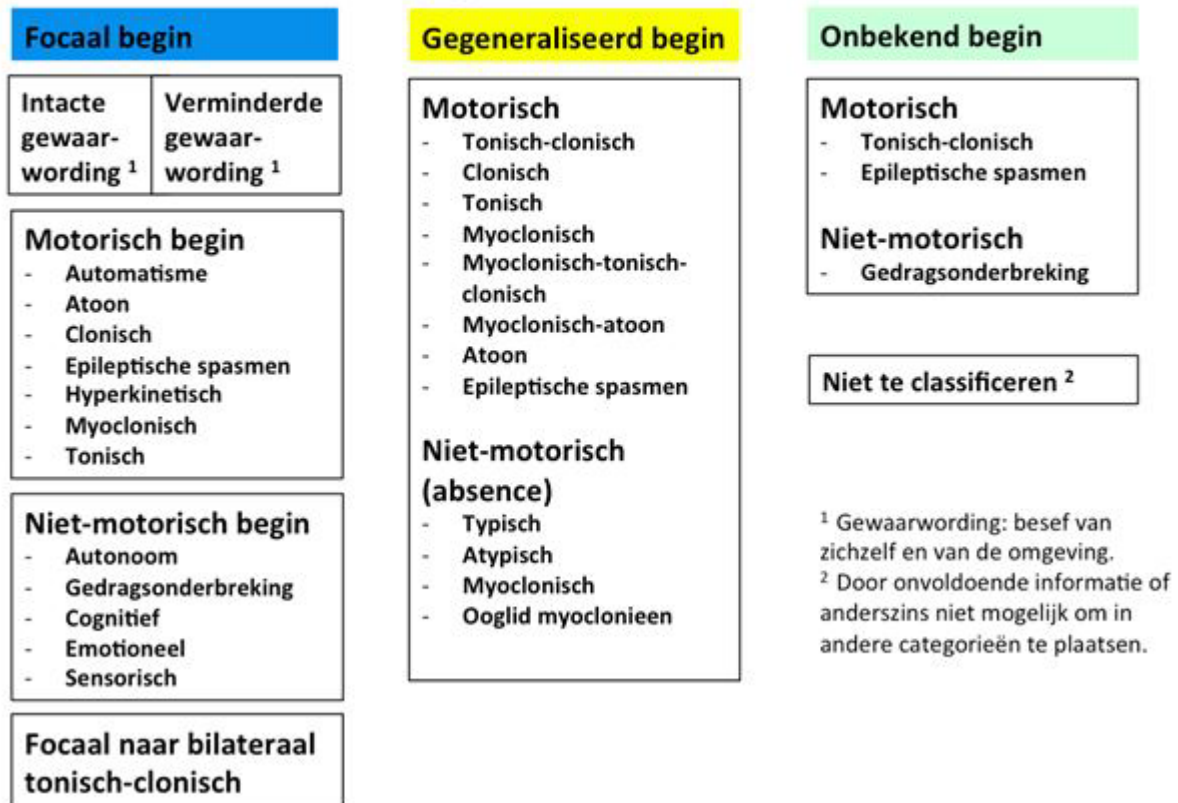 Focaal begin
Intacte
gewaar-
wording ¹
Verminderde
gewaar-
wording ¹
Motorisch begin
- Automatisme
- Atoon
- Clonisch
- Epileptische spasmen
- Hyperkinetisch
- Myoclonisch
- Tonisch
Niet-motorisch begin
- Autonoom
- Gedragsonderbreking
- Cognitief
- Emotioneel
- Sensorisch
Focaal naar bilateraal
tonisch-clonisch
Gegeneraliseerd begin
Motorisch
- Tonisch-clonisch
- Clonisch
- Tonisch
- Myoclonisch
- Myoclonisch-tonisch-
clonisch
- Myoclonisch-atoon
- Atoon
- Epileptische spasmen
Niet-motorisch
(absence)
- Typisch
- Atypisch
- Myoclonisch
- Ooglid myoclonieen
Onbekend begin
Motorisch
- Tonisch-clonisch
- Epileptische spasmen
Niet-motorisch
- Gedragsonderbreking
Niet te classificeren ²
¹ Gewaarwording: besef van
zichzelf en van de omgeving.
² Door onvoldoende informatie of
anderszins niet mogelijk om in
andere categorieën te plaatsen.